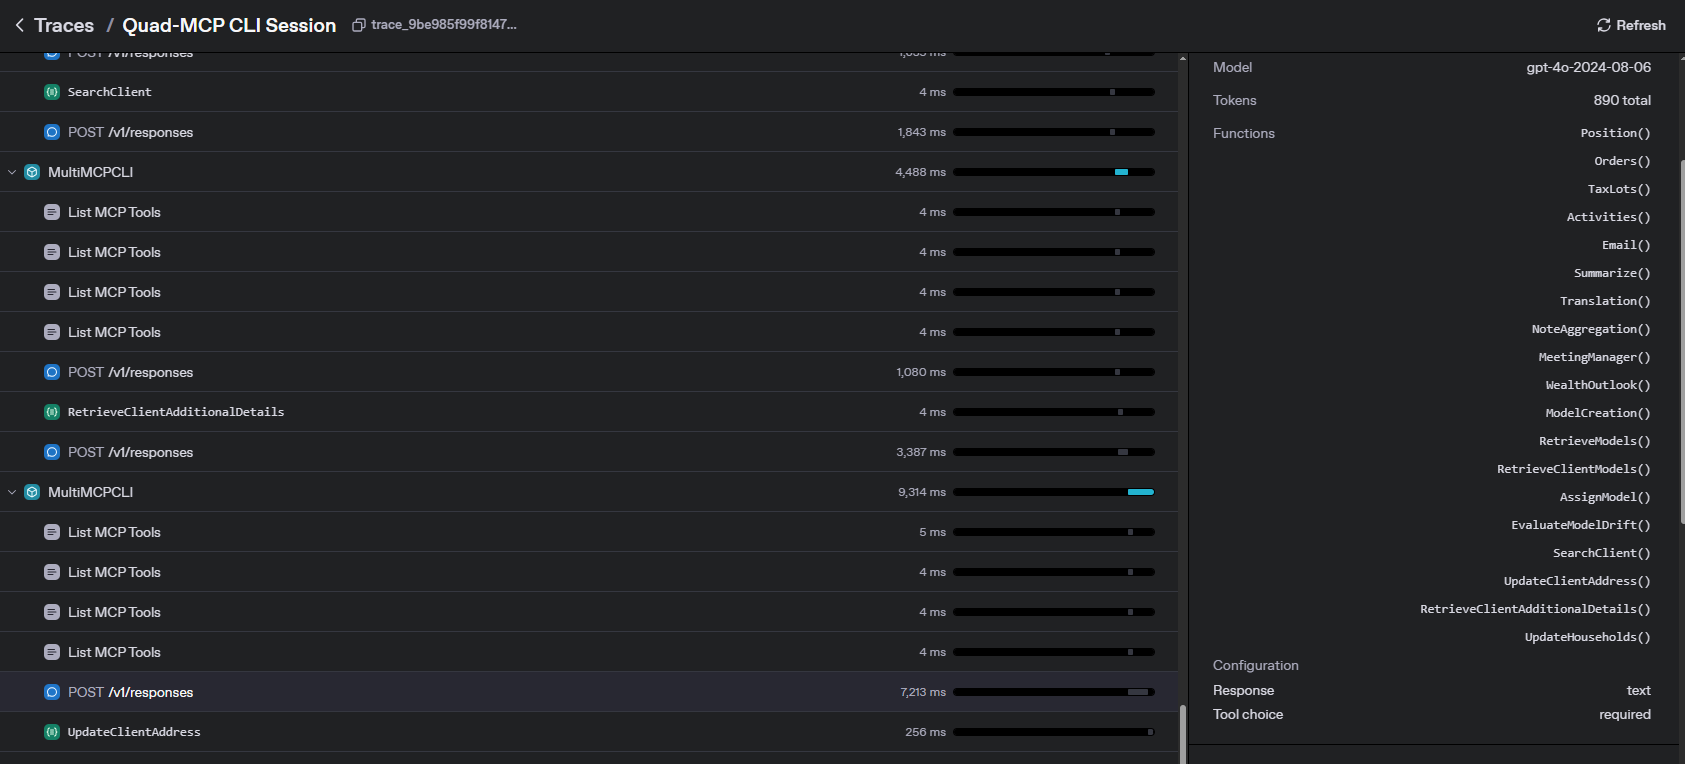 Traces / Quad-MCP CLI Session trace_9be985f99f8147...
Refresh
POST /v1/responses
SearchClient 4 ms
POST /v1/responses 1,843 ms
MultiMCPCLI 4,488 ms
List MCP Tools 4 ms
List MCP Tools 4 ms
List MCP Tools 4 ms
List MCP Tools 4 ms
POST /v1/responses 1,080 ms
RetrieveClientAdditionalDetails 4 ms
POST /v1/responses 3,387 ms
MultiMCPCLI 9,314 ms
List MCP Tools 5 ms
List MCP Tools 4 ms
List MCP Tools 4 ms
List MCP Tools 4 ms
POST /v1/responses 7,213 ms
UpdateClientAddress 256 ms
Model gpt-4o-2024-08-06
Tokens 890 total
Functions Position()
Orders()
TaxLots()
Activities()
Email()
Summarize()
Translation()
NoteAggregation()
MeetingManager()
WealthOutlook()
ModelCreation()
RetrieveModels()
RetrieveClientModels()
AssignModel()
EvaluateModelDrift()
SearchClient()
UpdateClientAddress()
RetrieveClientAdditionalDetails()
UpdateHouseholds()
Configuration
Response text
Tool choice required